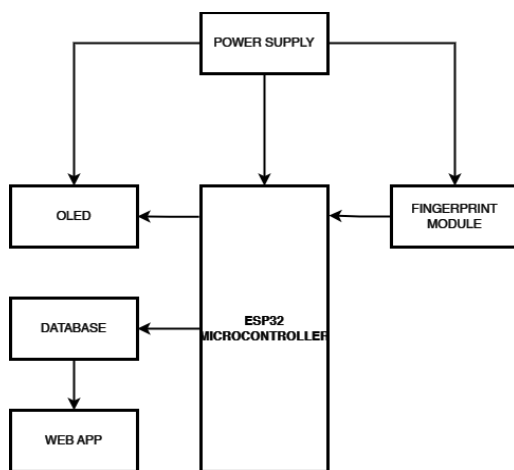 POWER SUPPLY
OLED
FINGERPRINT
MODULE
ESP32
MICROCONTROLLER
DATABASE
WEB APP